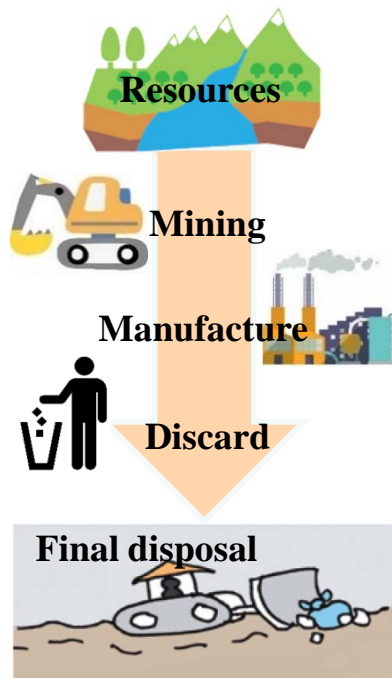 Resources
Mining
Manufacture
Discard
Final disposal